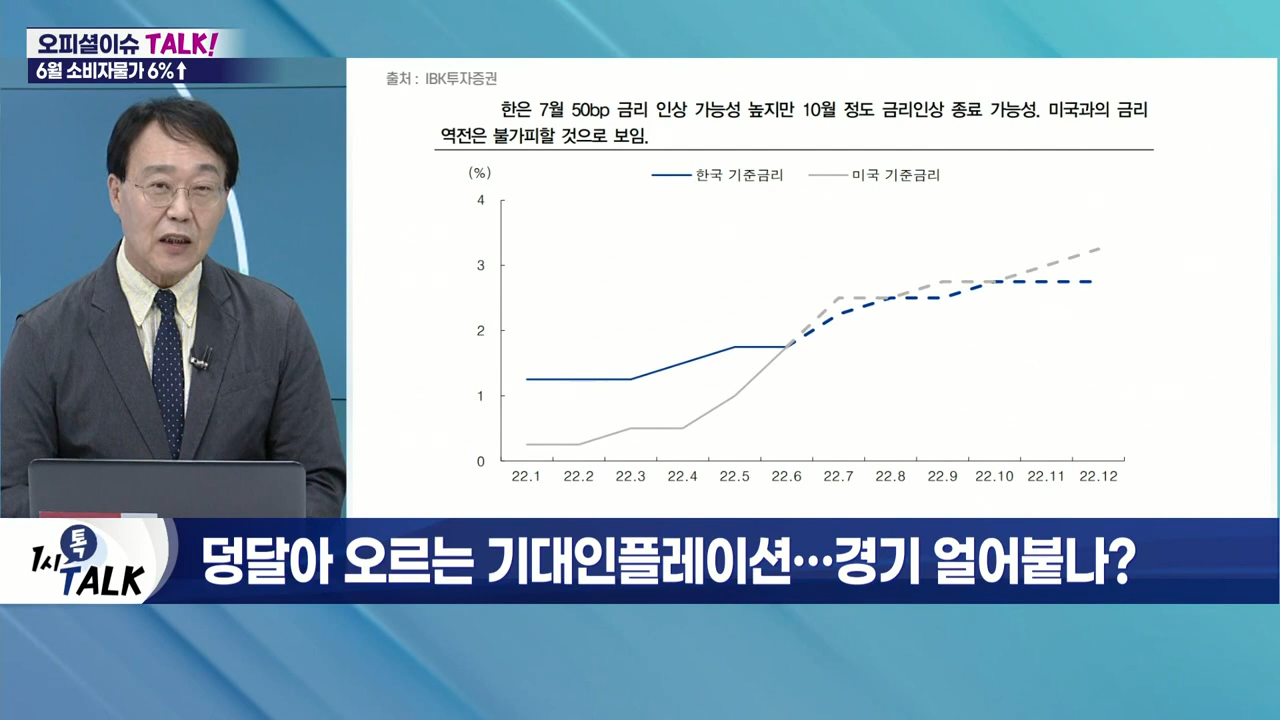 오피셜이슈 TALK!
6월 소비자물가 6%↑
출처 : IBK투자증권
한은 7월 50bp 금리 인상 가능성 높지만 10월 정도 금리인상 종료 가능성. 미국과의 금리
역전은 불가피할 것으로 보임.
(%)
한국 기준금리 미국 기준금리
4
3
2
1
0
22.1 22.2 22.3 22.4 22.5 22.6 22.7 22.8 22.9 22.10 22.11 22.12
1시톡
TALK
덩달아 오르는 기대인플레이션…경기 얼어붙나?